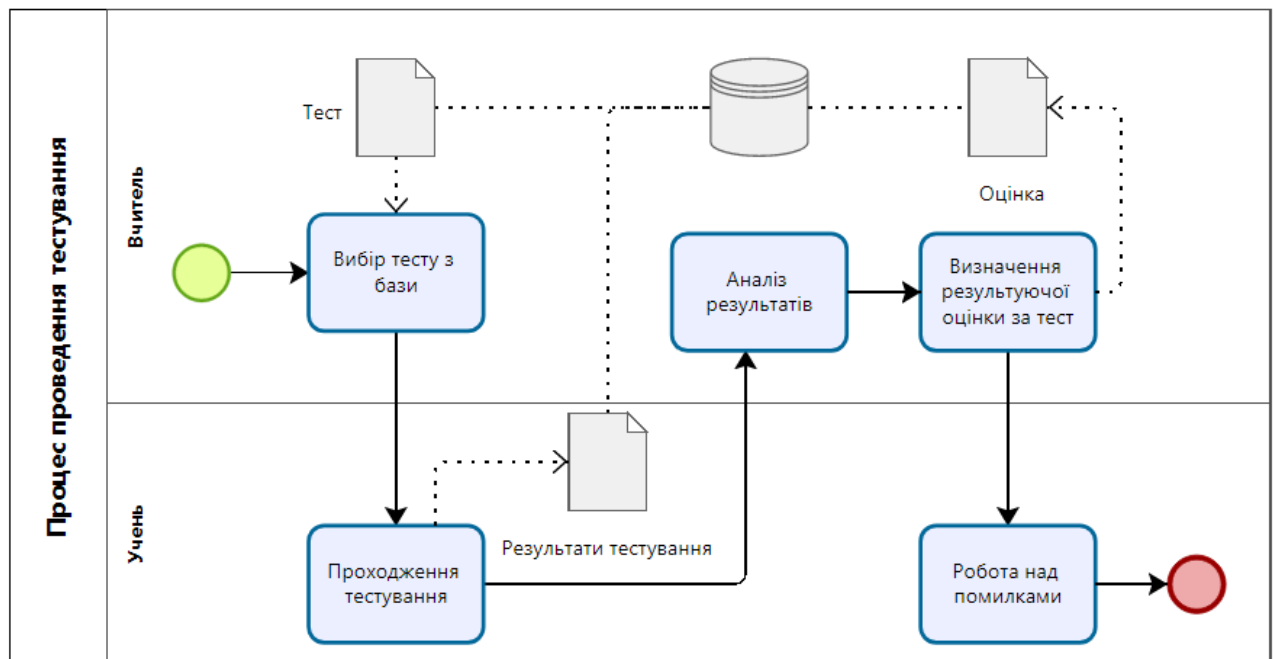 Процес проведення тестування
Вчитель
Тест
Оцінка
Вибір тесту з
бази
Аналіз
результатів
Визначення
результуючої
оцінки за тест
Учень
Результати тестування
Проходження
тестування
Робота над
помилками